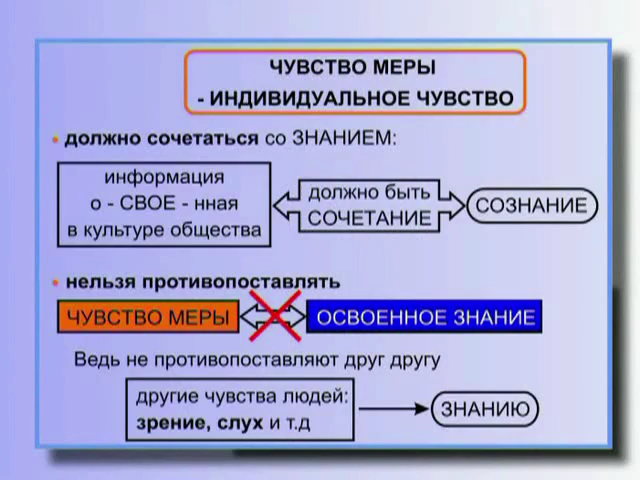 ЧУВСТВО МЕРЫ
- ИНДИВИДУАЛЬНОЕ ЧУВСТВО
• должно сочетаться со ЗНАНИЕМ:
информация
о - СВОЕ - нная
в культуре общества
должно быть
СОЧЕТАНИЕ
СОЗНАНИЕ
• нельзя противопоставлять
ЧУВСТВО МЕРЫ
ОСВОЕННОЕ ЗНАНИЕ
Ведь не противопоставляют друг другу
другие чувства людей:
зрение, слух и т.д
ЗНАНИЮ